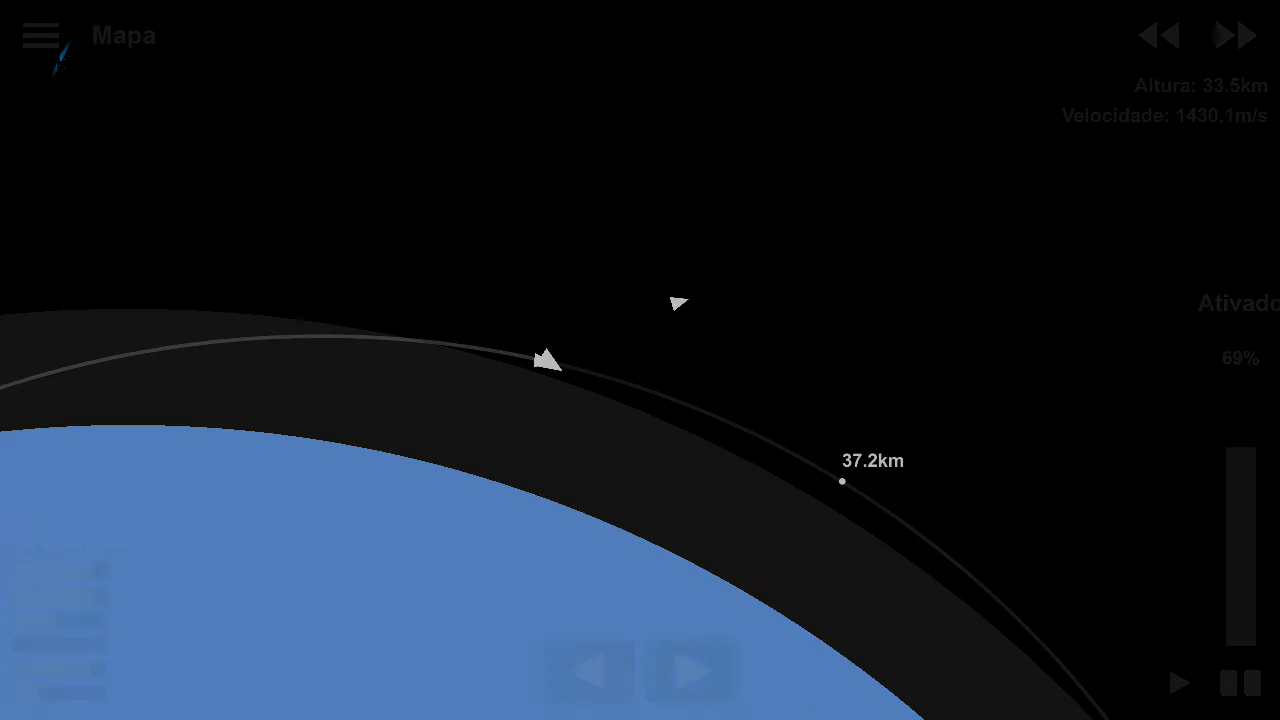 Mapa
Altura: 33.5km
Velocidade: 1430.1m/s
Ativado
69%
37.2km